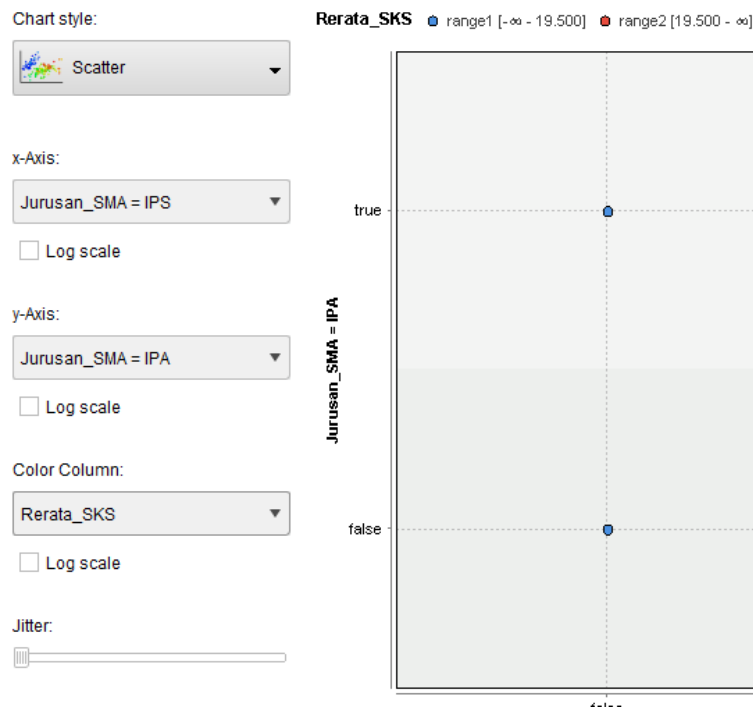 Chart style:
Scatter
x-Axis:
Jurusan_SMA = IPS
Log scale
y-Axis:
Jurusan_SMA = IPA
Log scale
Color Column:
Rerata_SKS
Log scale
Jitter:
Rerata_SKS range1 [-∞ - 19.500] range2 [19.500 - ∞]
true
Jurusan_SMA = IPA
false
false